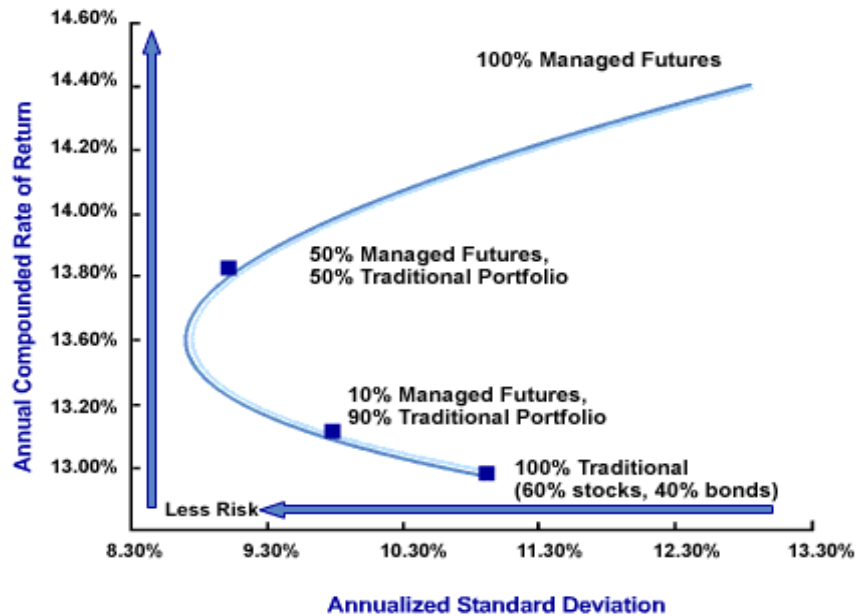 14.60%
14.40%
14.20%
14.00%
13.80%
13.60%
13.20%
13.00%
Annual Compounded Rate of Return
100% Managed Futures
50% Managed Futures,
50% Traditional Portfolio
10% Managed Futures,
90% Traditional Portfolio
100% Traditional
(60% stocks, 40% bonds)
Less Risk
8.30% 9.30% 10.30% 11.30% 12.30% 13.30%
Annualized Standard Deviation